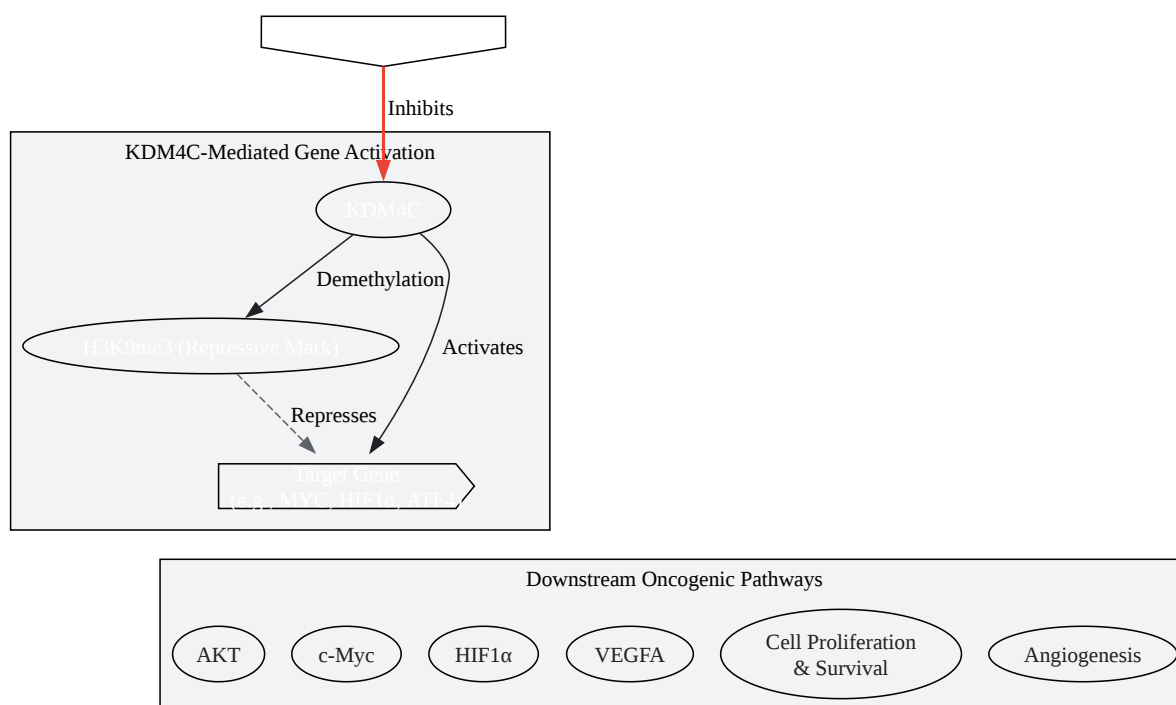 Inhibits
KDM4C-Mediated Gene Activation
KDM4C
Demethylation
H3K9me3 (Repressive Mark)
Activates
Represses
Target Gene
(e.g., MYC, HIF1α, ATF4)
Downstream Oncogenic Pathways
AKT
c-Myc
HIF1α
VEGFA
Cell Proliferation
& Survival
Angiogenesis